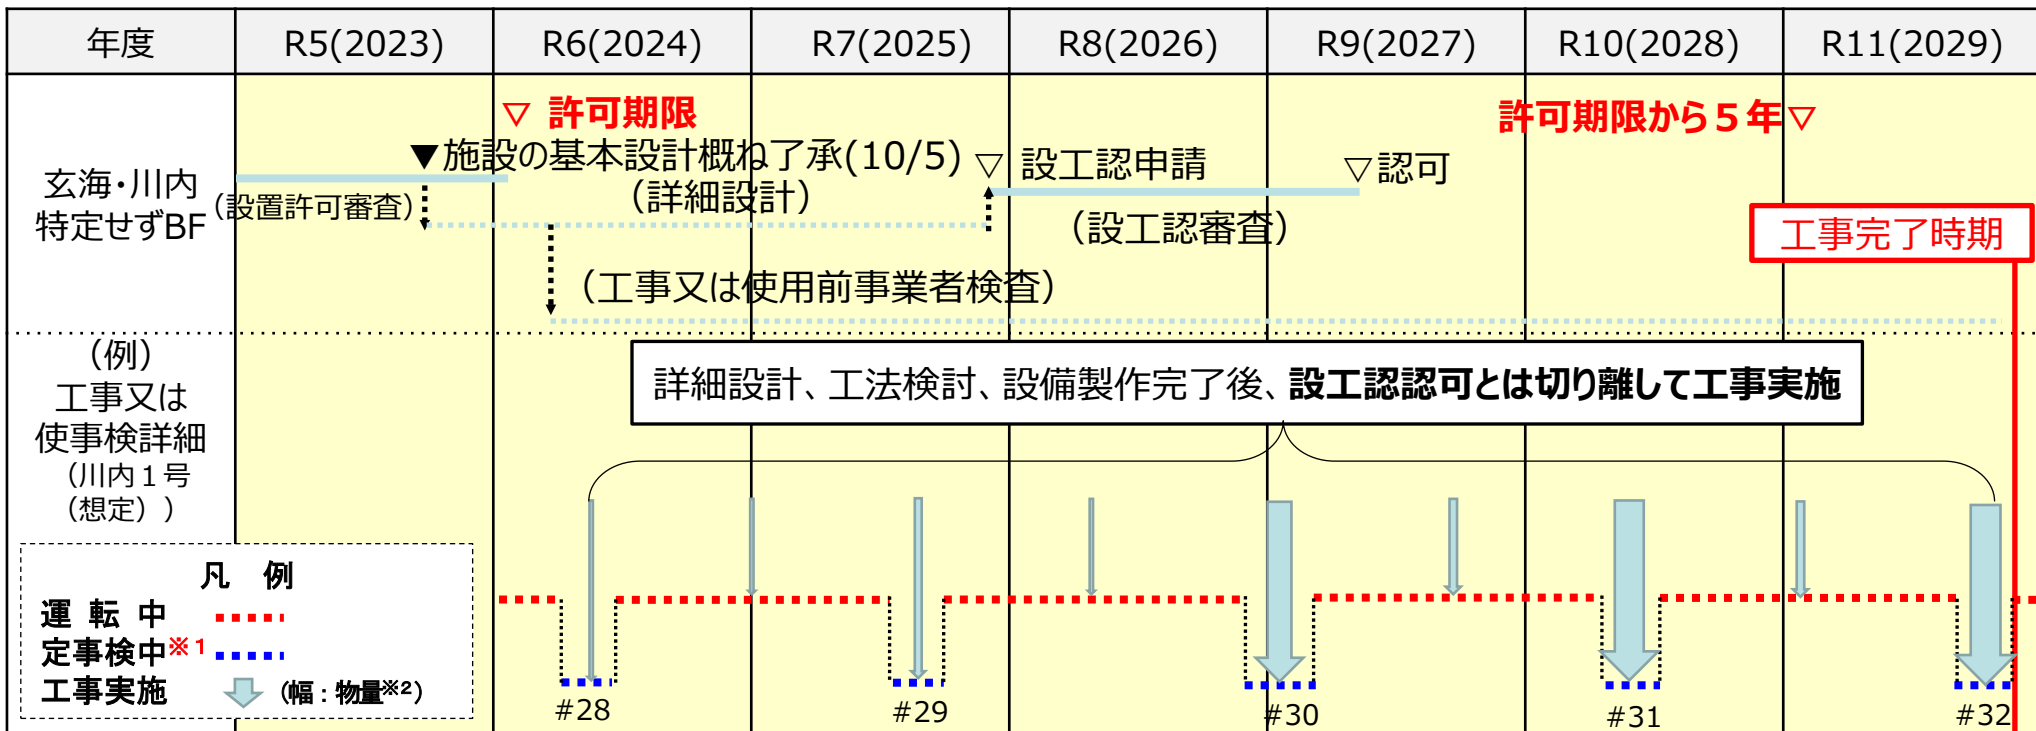 年度 R5(2023) R6(2024) R7(2025) R8(2026) R9(2027) R10(2028) R11(2029)
玄海・川内
特定せずBF
▽ 許可期限
許可期限から５年▽
▼施設の基本設計概ね了承(10/5)
▽ 設工認申請
▽認可
（設置許可審査）
（詳細設計）
（設工認審査）
工事完了時期
（工事又は使用前事業者検査）
（例）
工事又は
使事検詳細
（川内１号
（想定））
詳細設計、工法検討、設備製作完了後、設工認認可とは切り離して工事実施
凡 例
運 転 中
定事検中※１
工事実施 （幅：物量※２）
#28 #29 #30 #31 #32